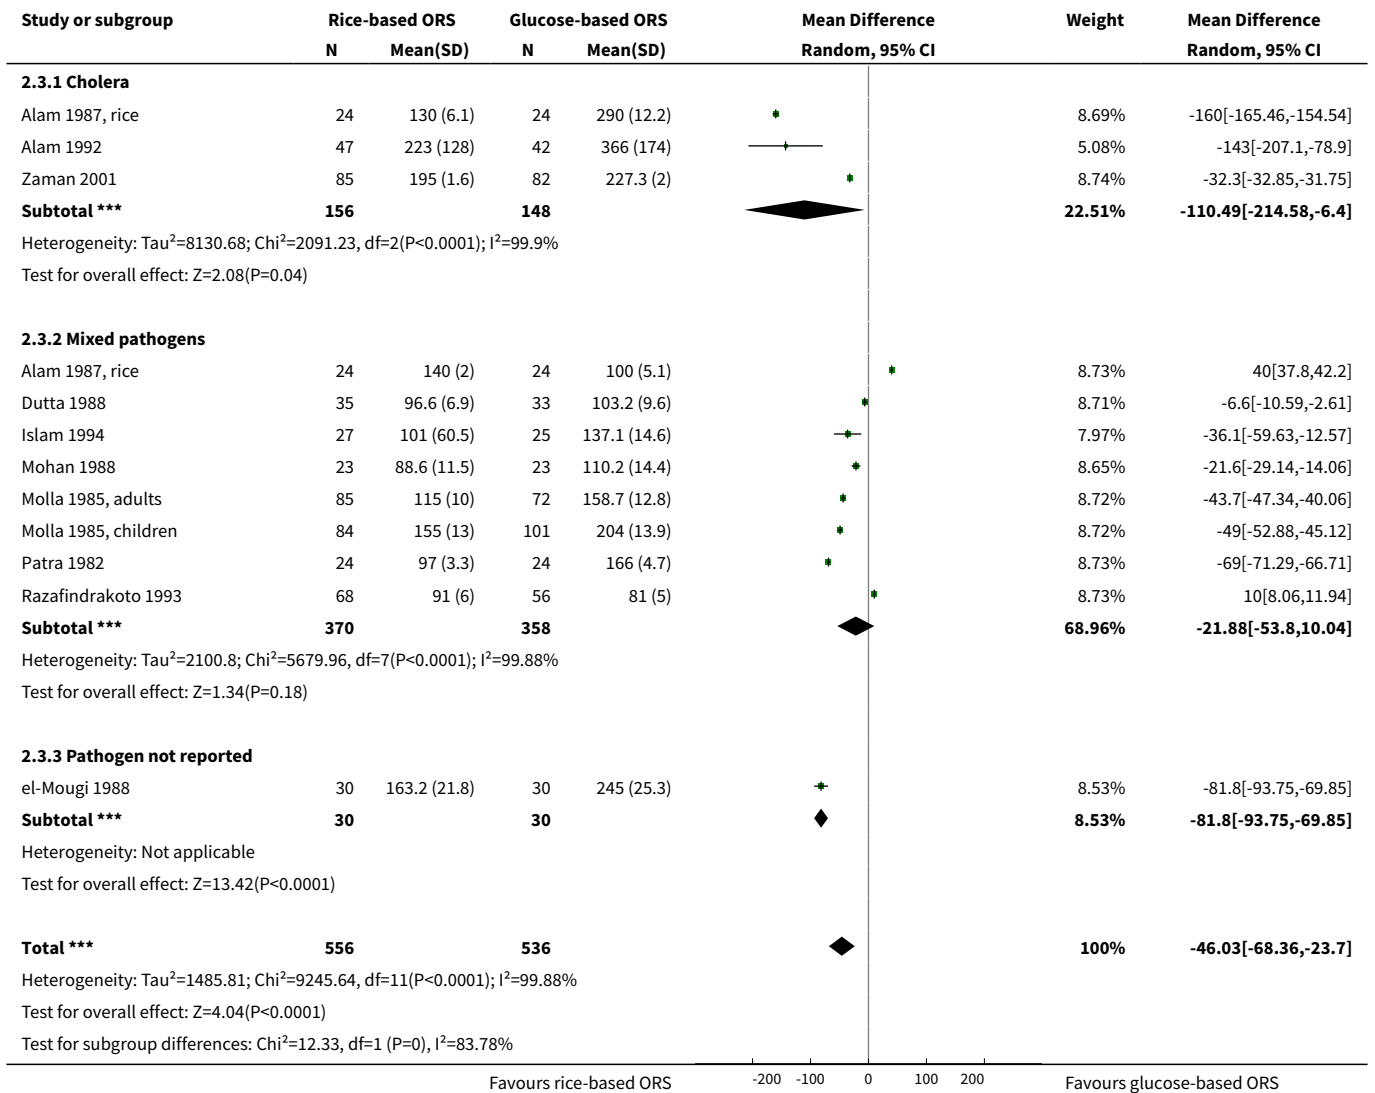 Study or subgroup Rice-based ORS Glucose-based ORS Mean Difference Weight Mean Difference
N Mean(SD) N Mean(SD) Random, 95% CI Random, 95% CI
2.3.1 Cholera
Alam 1987, rice 24 130 (6.1) 24 290 (12.2) 8.69% -160[-165.46,-154.54]
Alam 1992 47 223 (128) 42 366 (174) 5.08% -143[-207.1,-78.9]
Zaman 2001 85 195 (1.6) 82 227.3 (2) 8.74% -32.3[-32.85,-31.75]
Subtotal *** 156 148 22.51% -110.49[-214.58,-6.4]
Heterogeneity: Tau²=8130.68; Chi²=2091.23, df=2(P<0.0001); I²=99.9%
Test for overall effect: Z=2.08(P=0.04)
2.3.2 Mixed pathogens
Alam 1987, rice 24 140 (2) 24 100 (5.1) 8.73% 40[37.8,42.2]
Dutta 1988 35 96.6 (6.9) 33 103.2 (9.6) 8.71% -6.6[-10.59,-2.61]
Islam 1994 27 101 (60.5) 25 137.1 (14.6) 7.97% -36.1[-59.63,-12.57]
Mohan 1988 23 88.6 (11.5) 23 110.2 (14.4) 8.65% -21.6[-29.14,-14.06]
Molla 1985, adults 85 115 (10) 72 158.7 (12.8) 8.72% -43.7[-47.34,-40.06]
Molla 1985, children 84 155 (13) 101 204 (13.9) 8.72% -49[-52.88,-45.12]
Patra 1982 24 97 (3.3) 24 166 (4.7) 8.73% -69[-71.29,-66.71]
Razafindrakoto 1993 68 91 (6) 56 81 (5) 8.73% 10[8.06,11.94]
Subtotal *** 370 358 68.96% -21.88[-53.8,10.04]
Heterogeneity: Tau²=2100.8; Chi²=5679.96, df=7(P<0.0001); I²=99.88%
Test for overall effect: Z=1.34(P=0.18)
2.3.3 Pathogen not reported
el-Mougi 1988 30 163.2 (21.8) 30 245 (25.3) 8.53% -81.8[-93.75,-69.85]
Subtotal *** 30 30 8.53% -81.8[-93.75,-69.85]
Heterogeneity: Not applicable
Test for overall effect: Z=13.42(P<0.0001)
Total *** 556 536 100% -46.03[-68.36,-23.7]
Heterogeneity: Tau²=1485.81; Chi²=9245.64, df=11(P<0.0001); I²=99.88%
Test for overall effect: Z=4.04(P<0.0001)
Test for subgroup differences: Chi²=12.33, df=1 (P=0), I²=83.78%
Favours rice-based ORS -200 -100 0 100 200 Favours glucose-based ORS